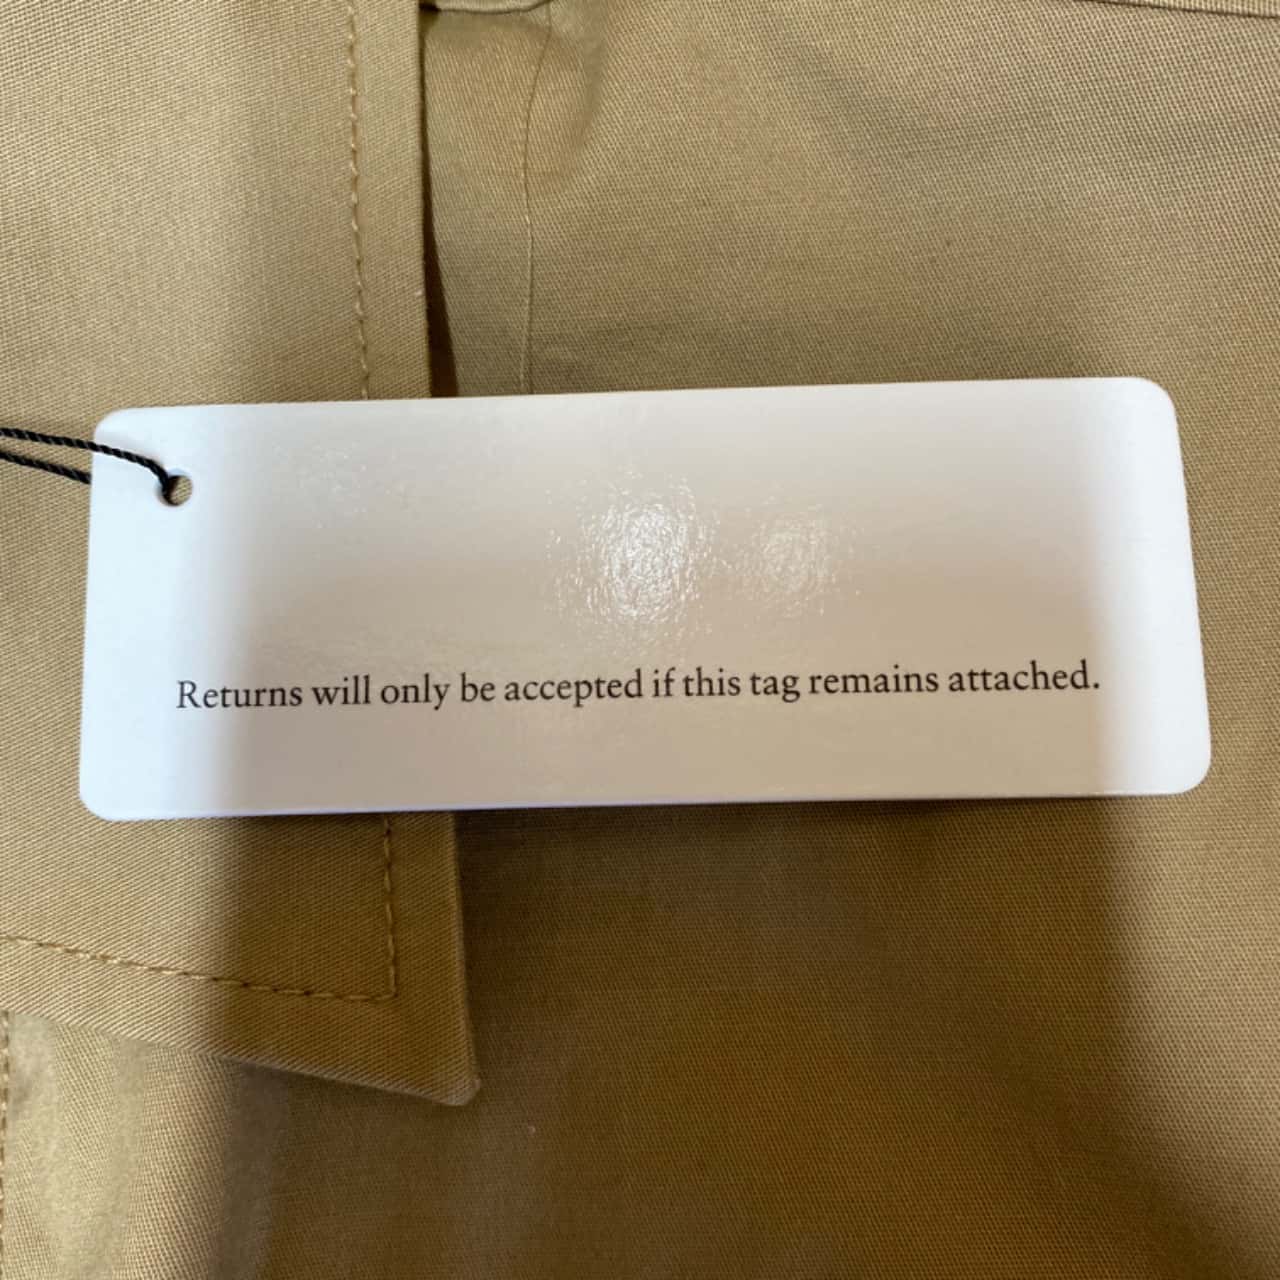 Returns will only be accepted if this tag remains attached.